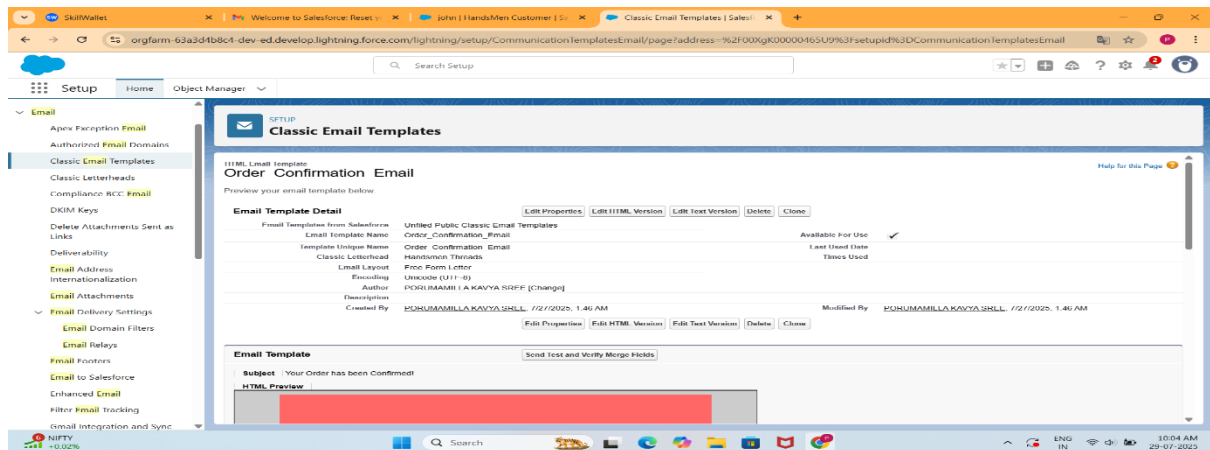 SkillWallet
Welcome to Salesforce: Reset y
john | HandsMen Customer | Sa
Classic Email Templates | Salesf
orgfarm-63a3d4b8c4-dev-ed.develop.lightning.force.com/lightning/setup/CommunicationTemplatesEmail/page?address=%2F00XgK00000465U9%3Fsetupid%3DCommunicationTemplatesEmail
Search Setup
Setup Home Object Manager
Email
Apex Exception Email
Authorized Email Domains
Classic Email Templates
Classic Letterheads
Compliance BCC Email
DKIM Keys
Delete Attachments Sent as
Links
Deliverability
Email Address
Internationalization
Email Attachments
Email Delivery Settings
Email Domain Filters
Email Relays
Email Footers
Email to Salesforce
Enhanced Email
Filter Email Tracking
Gmail Integration and Sync
SETUP
Classic Email Templates
HTML Email Template
Order Confirmation Email
Help for this Page
Preview your email template below
Email Template Detail
Edit Properties Edit HTML Version Edit Text Version Delete Clone
Email Templates from Salesforce Unfiled Public Classic Email Templates
Email Template Name Order_Confirmation_Email Available For Use ✓
Template Unique Name Order_Confirmation_Email Last Used Date
Classic Letterhead Handsmen Threads Times Used
Email Layout Free Form Letter
Encoding Unicode (UTF-8)
Author PORUMAMILLA KAVYA SREE [Change]
Description
Created By PORUMAMILLA KAVYA SREE, 7/27/2025, 1:46 AM Modified By PORUMAMILLA KAVYA SREE, 7/27/2025, 1:46 AM
Edit Properties Edit HTML Version Edit Text Version Delete Clone
Email Template Send Test and Verify Merge Fields
Subject Your Order has been Confirmed!
HTML Preview
6 NIFTY
+0.02%
Search
ENG
IN
10:04 AM
29-07-2025